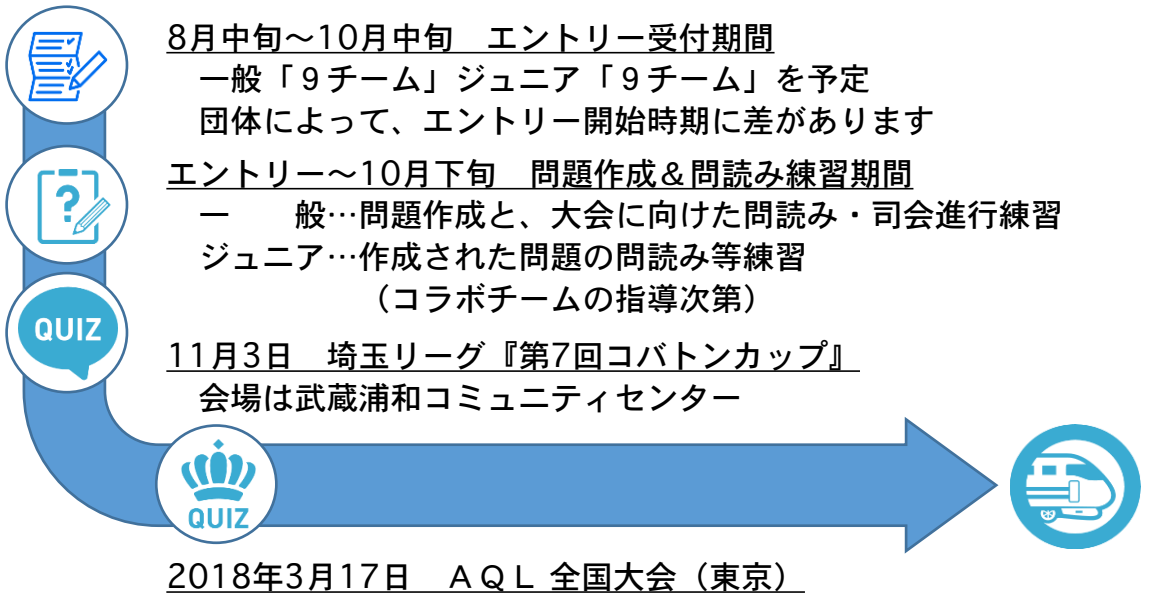 8月中旬～10月中旬　エントリー受付期間
一般「９チーム」ジュニア「９チーム」を予定
団体によって、エントリー開始時期に差があります
エントリー～10月下旬　問題作成＆問読み練習期間
一　　般…問題作成と、大会に向けた問読み・司会進行練習
ジュニア…作成された問題の問読み等練習
（コラボチームの指導次第）
QUIZ
11月3日　埼玉リーグ『第7回コバトンカップ』
会場は武蔵浦和コミュニティセンター
QUIZ
2018年3月17日　ＡＱＬ 全国大会（東京）